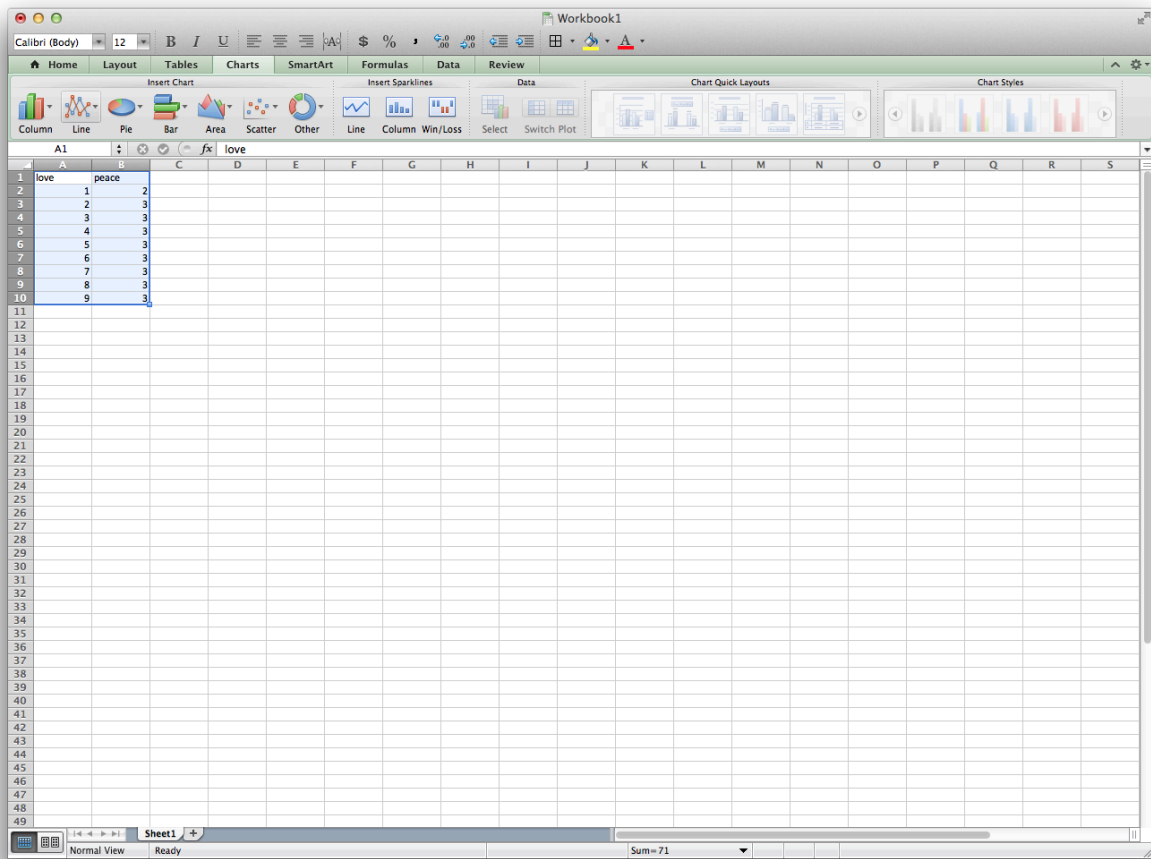 Workbook1
Calibri (Body) 12 B I U A $ % , .0 .00 .00 .0 A
Home Layout Tables Charts SmartArt Formulas Data Review
Insert Chart Insert Sparklines Data Chart Quick Layouts Chart Styles
Column Line Pie Bar Area Scatter Other Line Column Win/Loss Select Switch Plot
A1 fx love
A B C D E F G H I J K L M N O P Q R S
1 love peace
2 1 2
3 2 3
4 3 3
5 4 3
6 5 3
7 6 3
8 7 3
9 8 3
10 9 3
11
12
13
14
15
16
17
18
19
20
21
22
23
24
25
26
27
28
29
30
31
32
33
34
35
36
37
38
39
40
41
42
43
44
45
46
47
48
49
Sheet1 +
Normal View Ready Sum=71